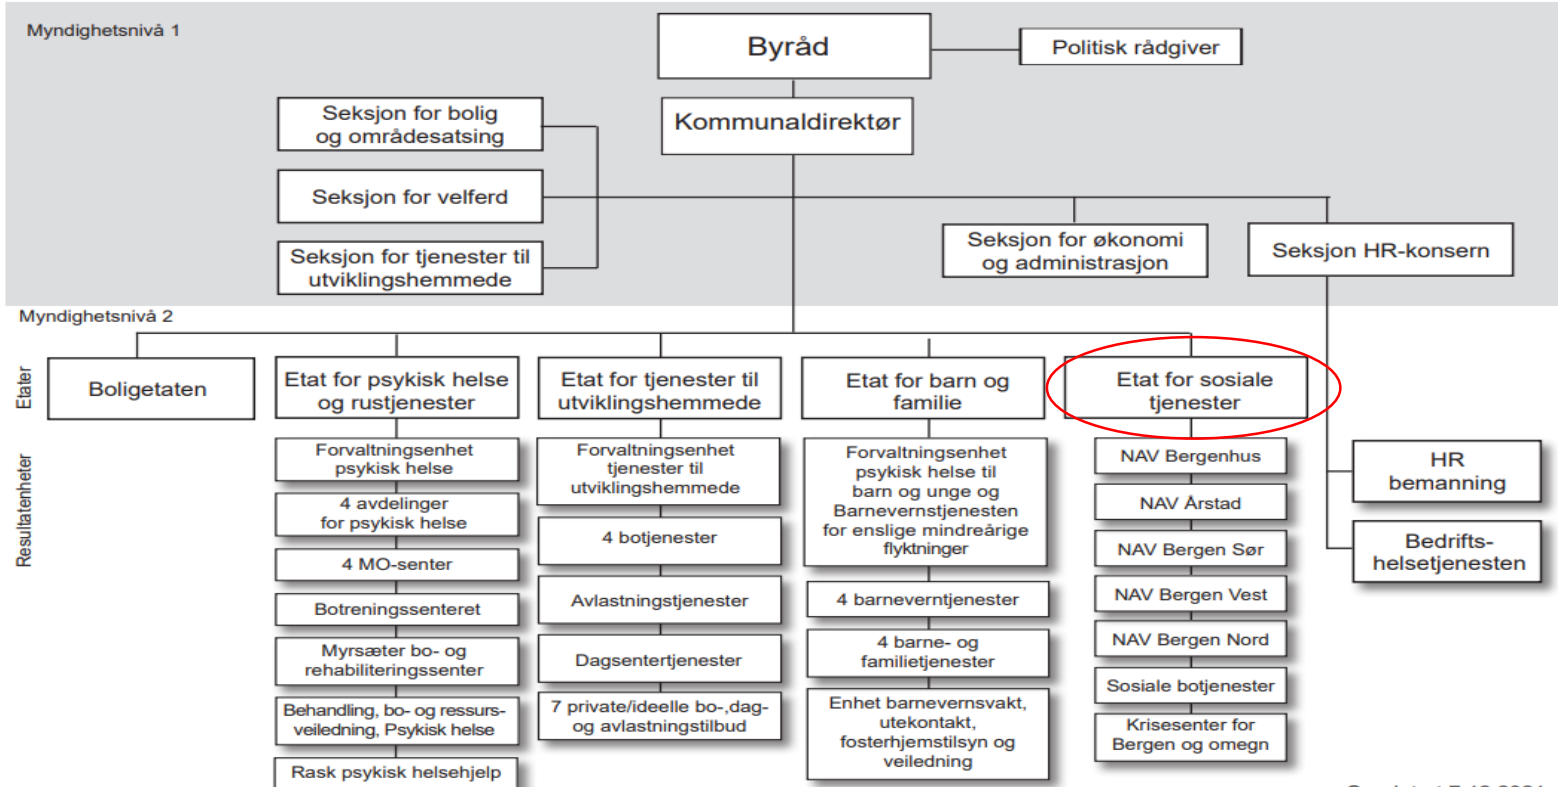 Myndighetsnivå 1
Byråd
Politisk rådgiver
Kommunaldirektør
Seksjon for bolig
og områdesatsing
Seksjon for velferd
Seksjon for tjenester til
utviklingshemmede
Seksjon for økonomi
og administrasjon
Seksjon HR-konsern
Myndighetsnivå 2
Etater
Boligetaten
Etat for psykisk helse
og rustjenester
Etat for tjenester til
utviklingshemmede
Etat for barn og
familie
Etat for sosiale
tjenester
Resultatenheter
Forvaltningsenhet
psykisk helse
4 avdelinger
for psykisk helse
4 MO-senter
Botreningssenteret
Myrsæter bo- og
rehabiliteringssenter
Behandling, bo- og ressurs-
veiledning, Psykisk helse
Rask psykisk helsehjelp
Forvaltningsenhet
tjenester til
utviklingshemmede
4 botjenester
Avlastningstjenester
Dagsentertjenester
7 private/ideelle bo-,dag-
og avlastningstilbud
Forvaltningsenhet
psykisk helse til
barn og unge og
Barnevernstjenesten
for enslige mindreårige
flyktninger
4 barneverntjenester
4 barne- og
familietjenester
Enhet barnevernsvakt,
utekontakt,
fosterhjemstilsyn og
veiledning
NAV Bergenhus
NAV Årstad
NAV Bergen Sør
NAV Bergen Vest
NAV Bergen Nord
Sosiale botjenester
Krisesenter for
Bergen og omegn
HR
bemanning
Bedrifts-
helsetjenesten